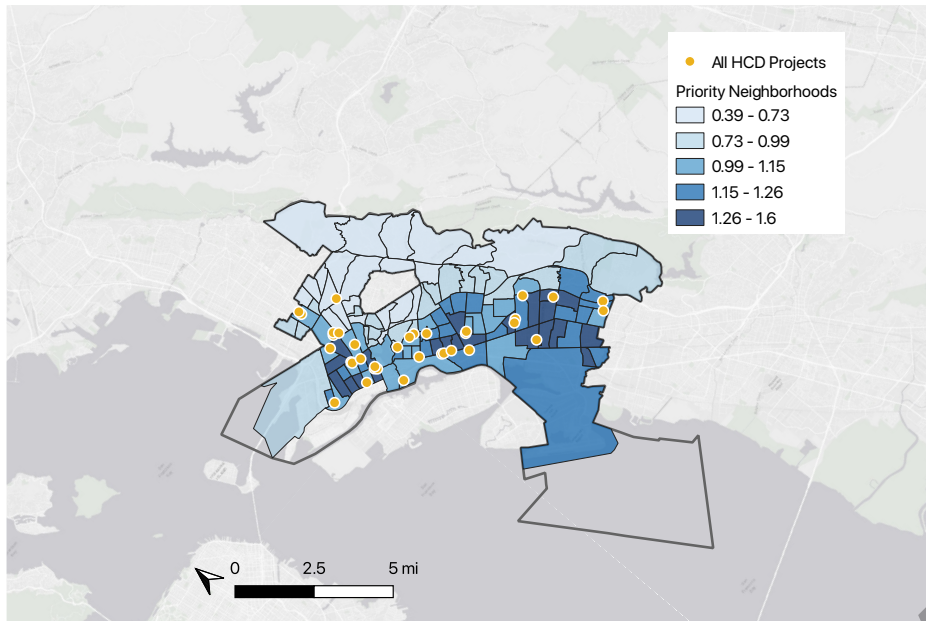 All HCD Projects
Priority Neighborhoods
0.39 - 0.73
0.73 - 0.99
0.99 - 1.15
1.15 - 1.26
1.26 - 1.6
0 2.5 5 mi